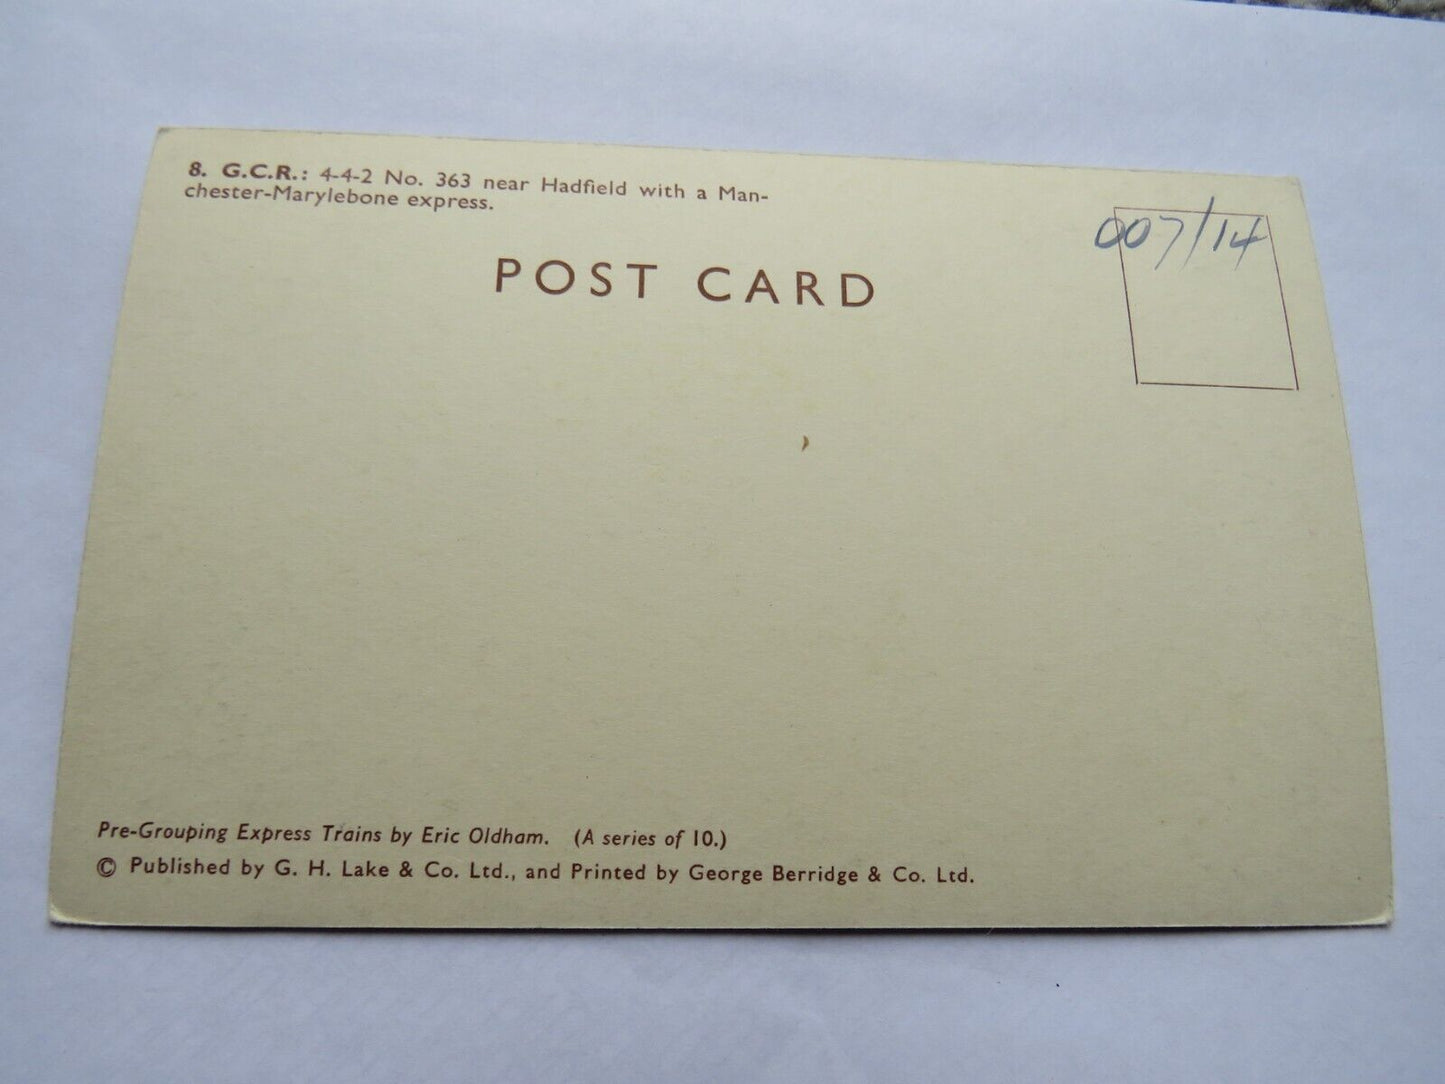 8. G.C.R.: 4-4-2 No. 363 near Hadfield with a Man-
chester-Marylebone express.
007/14
POST CARD
Pre-Grouping Express Trains by Eric Oldham. (A series of 10.)
© Published by G. H. Lake & Co. Ltd., and Printed by George Berridge & Co. Ltd.